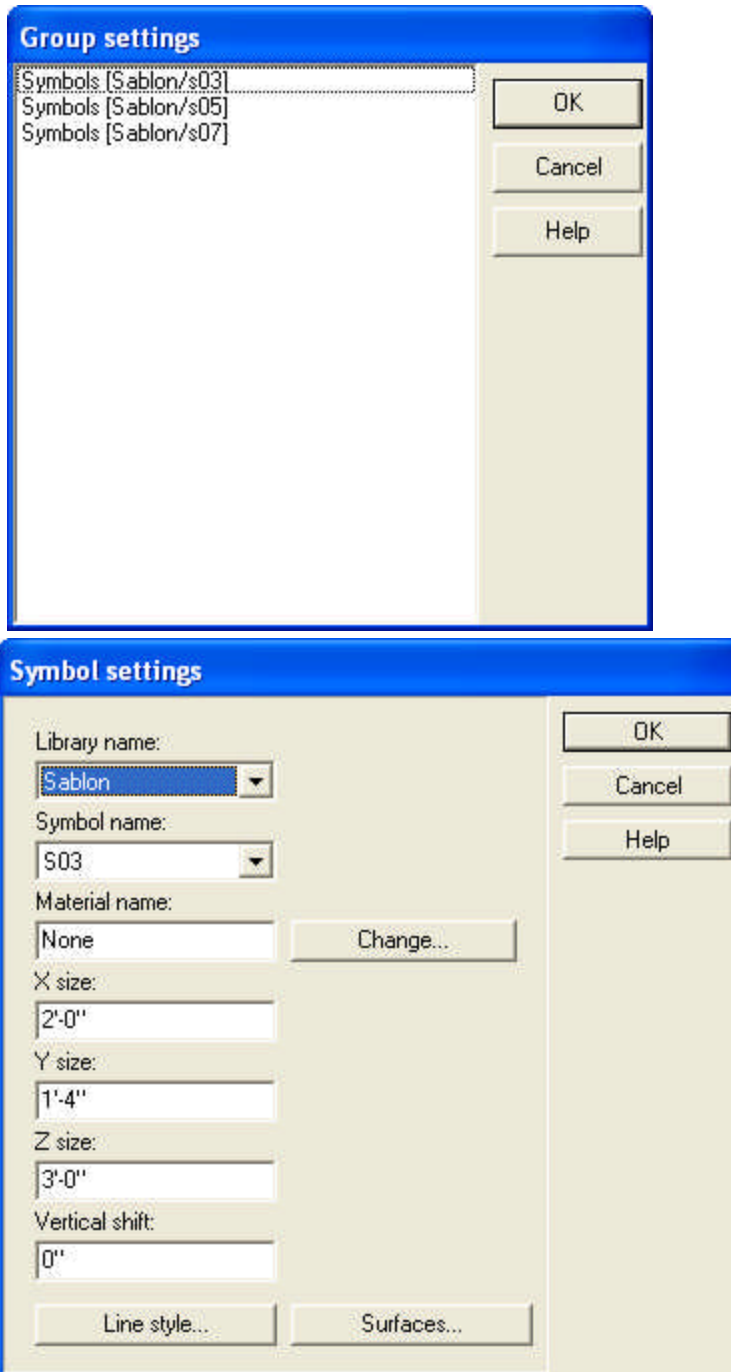 Group settings
Symbols [Sablon/s03]
Symbols [Sablon/s05]
Symbols [Sablon/s07]
OK
Cancel
Help
Symbol settings
Library name:
Sablon
Symbol name:
S03
Material name:
None
Change...
X size:
2'-0"
Y size:
1'-4"
Z size:
3'-0"
Vertical shift:
0"
Line style...
Surfaces...
OK
Cancel
Help